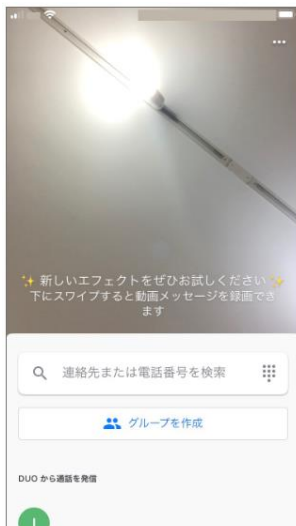 ✨ 新しいエフェクトをぜひお試しください ✨
下にスワイプすると動画メッセージを録画でき
ます
連絡先または電話番号を検索
グループを作成
DUO から通話を発信